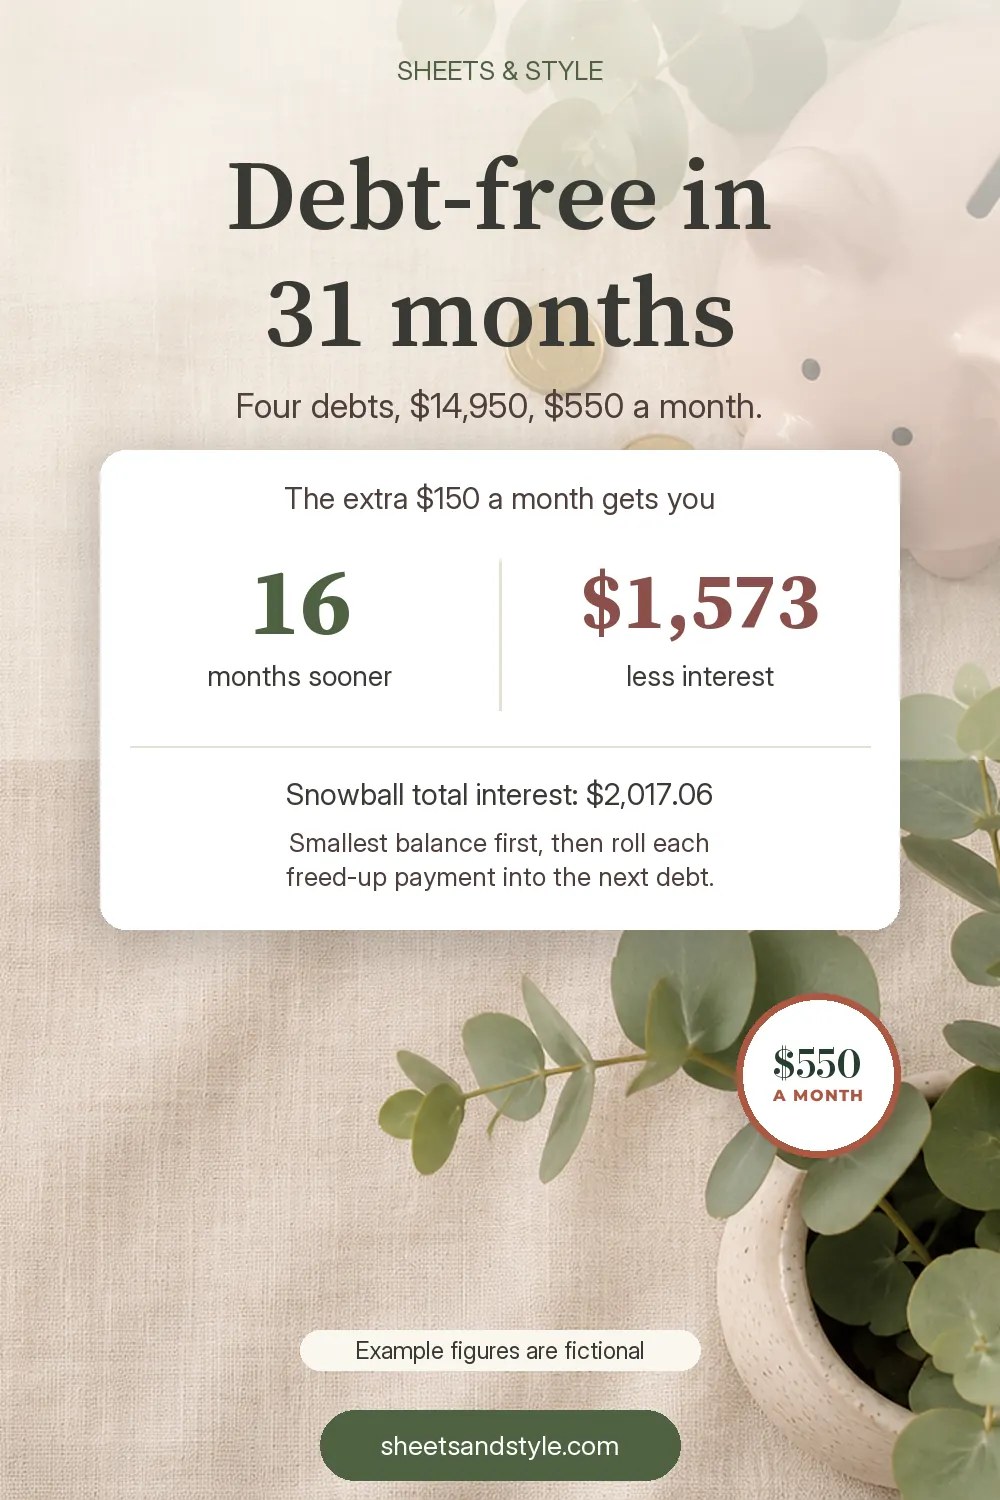 SHEETS & STYLE
Debt-free in
31 months
Four debts, $14,950, $550 a month.
The extra $150 a month gets you
16
months sooner
$1,573
less interest
Snowball total interest: $2,017.06
Smallest balance first, then roll each
freed-up payment into the next debt.
$550
A MONTH
Example figures are fictional
sheetsandstyle.com